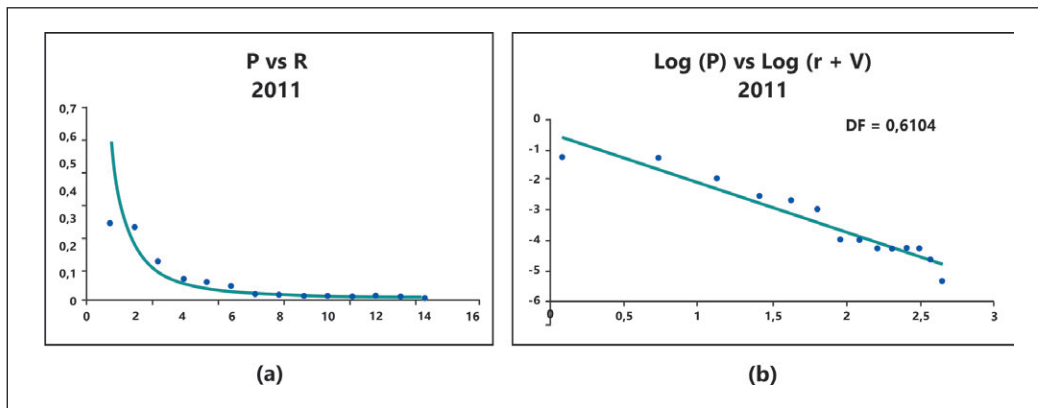 P vs R
2011
0,7
0,6
0,5
0,4
0,3
0,2
0,1
0
0 2 4 6 8 10 12 14 16
(a)
Log (P) vs Log (r + V)
2011
DF = 0,6104
0
-1
-2
-3
-4
-5
-6
0 0,5 1 1,5 2 2,5 3
(b)